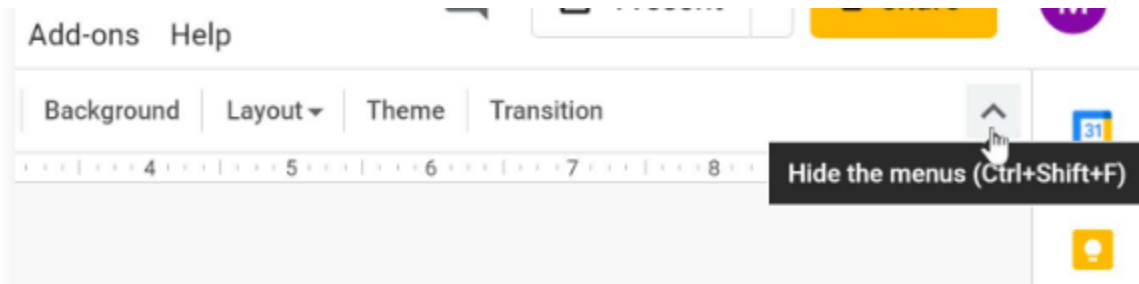 Add-ons Help
Background Layout Theme Transition
31
4 5 6 7 8
Hide the menus (Ctrl+Shift+F)